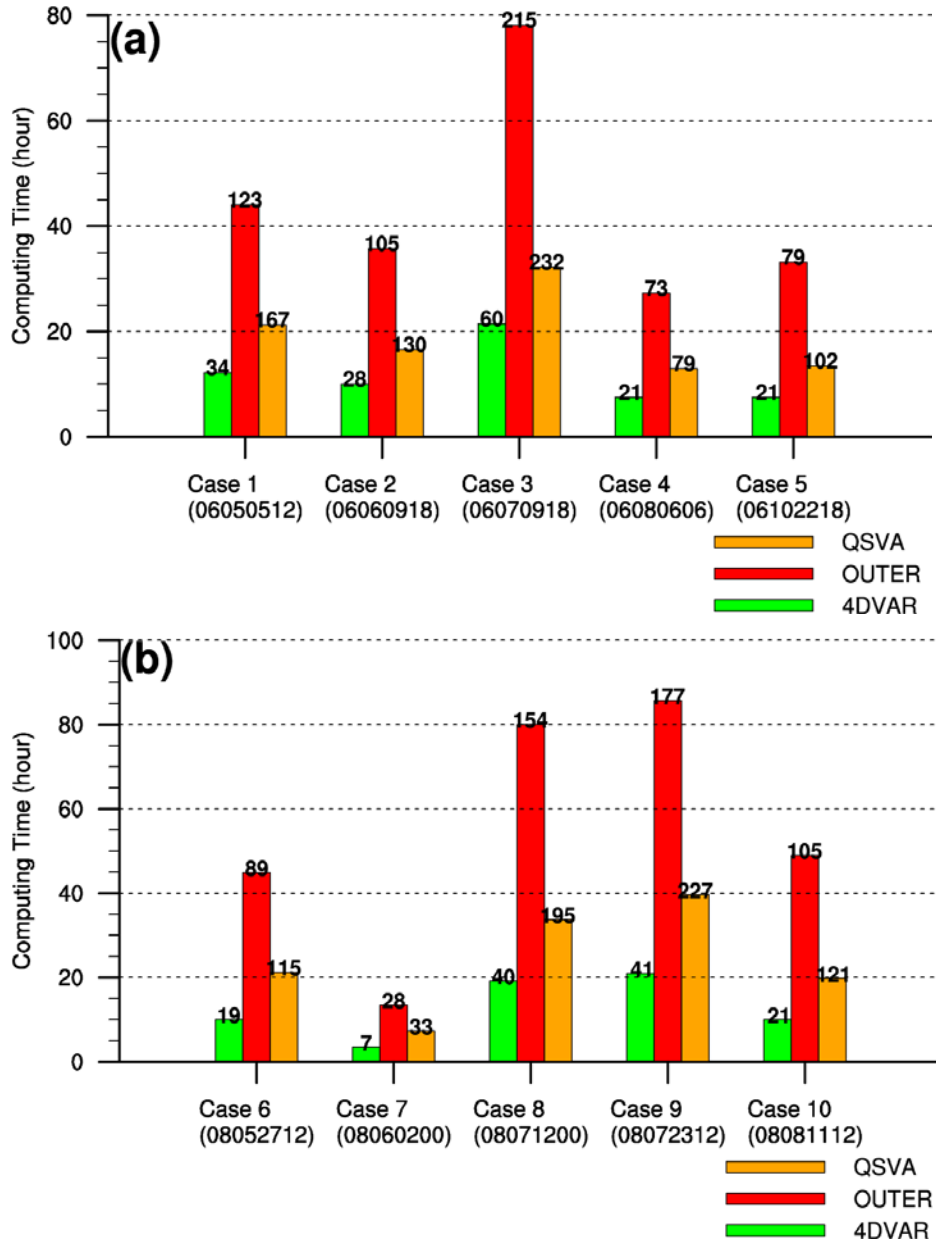 (a)
80
60
40
20
0
Computing Time (hour)
34 123 167
28 105 130
60 215 232
21 73 79
21 79 102
Case 1 Case 2 Case 3 Case 4 Case 5
(06050512) (06060918) (06070918) (08080606) (06102218)
QSVA
OUTER
4DVAR
(b)
100
80
60
40
20
0
Computing Time (hour)
19 89 115
7 28 33
40 154 195
41 177 227
21 105 121
Case 6 Case 7 Case 8 Case 9 Case 10
(08052712) (08060200) (08071200) (08072312) (08081112)
QSVA
OUTER
4DVAR